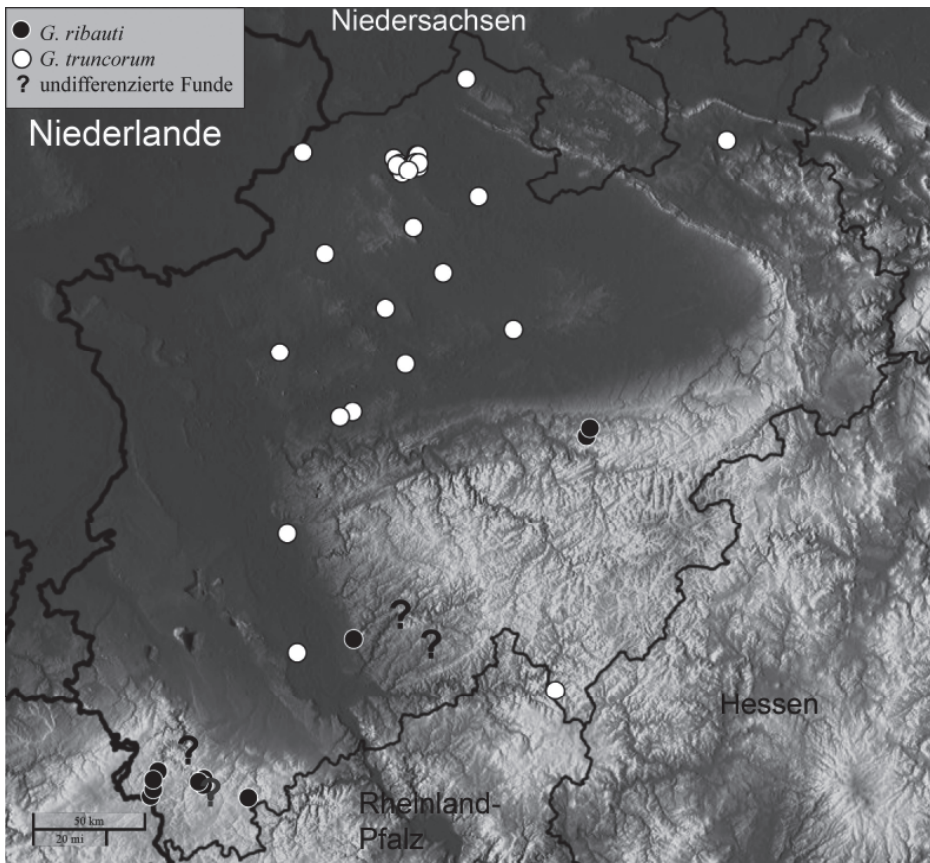 Niedersachsen
G. ribauti
G. truncorum
? undifferenzierte Funde
Niederlande
?
?
Hessen
?
?
Rheinland-
Pfalz
50 km
20 mi